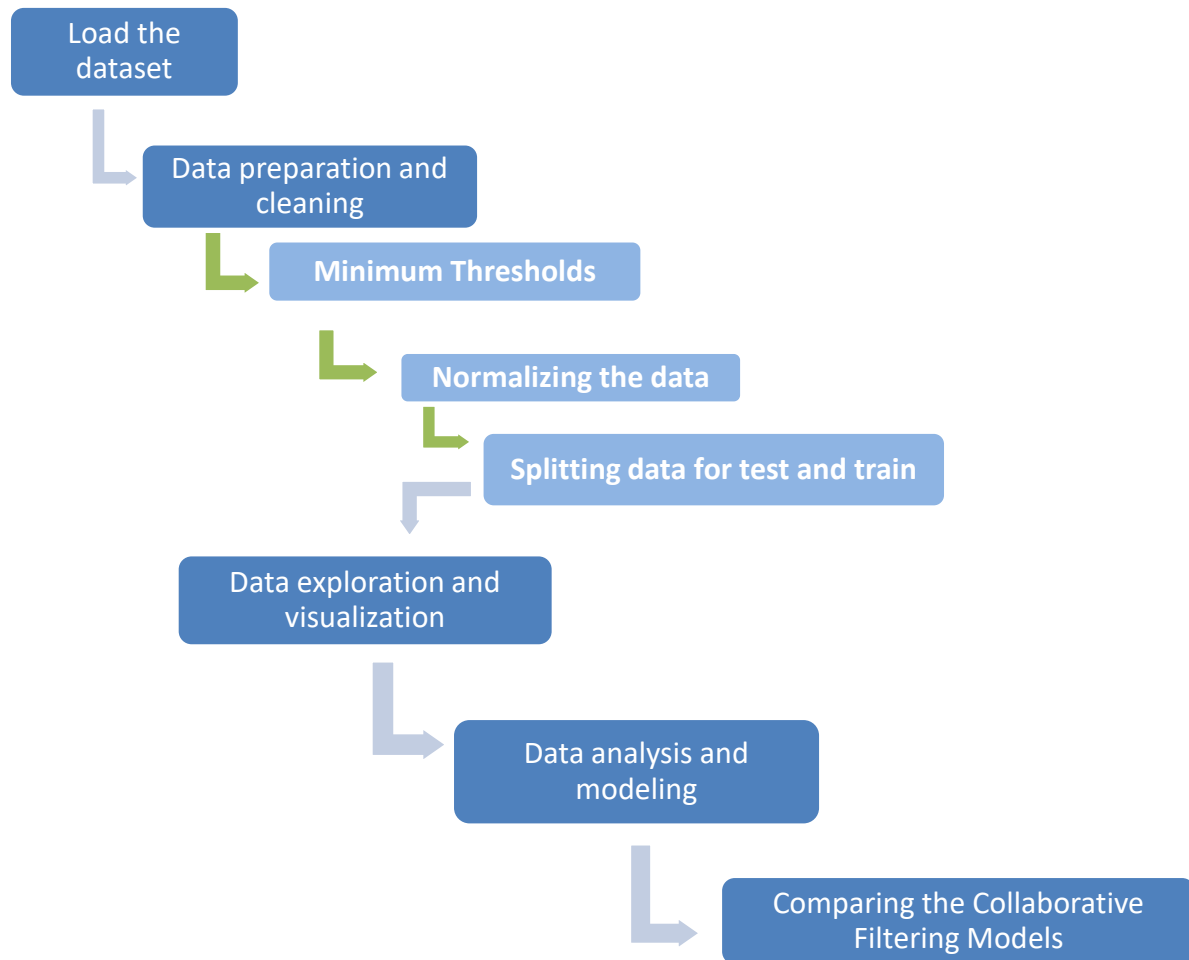 Load the
dataset
Data preparation and
cleaning
Minimum Thresholds
Normalizing the data
Splitting data for test and train
Data exploration and
visualization
Data analysis and
modeling
Comparing the Collaborative
Filtering Models